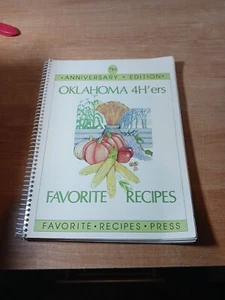 ANNIVERSARY • EDITION
OKLAHOMA 4H'ers
FAVORITE RECIPES
FAVORITE • RECIPES • PRESS